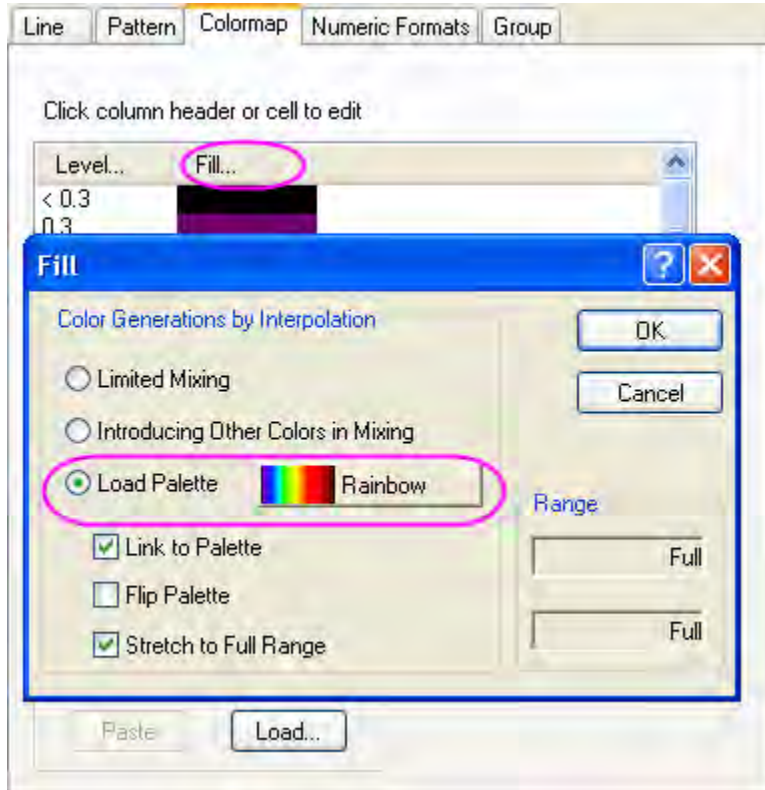 Line Pattern Colormap Numeric Formats Group
Click column header or cell to edit
Level... Fill...
< 0.3
0.3
Fill
Color Generations by Interpolation
OK
Limited Mixing
Cancel
Introducing Other Colors in Mixing
Load Palette Rainbow
Range
Link to Palette
Full
Flip Palette
Full
Stretch to Full Range
Paste Load...